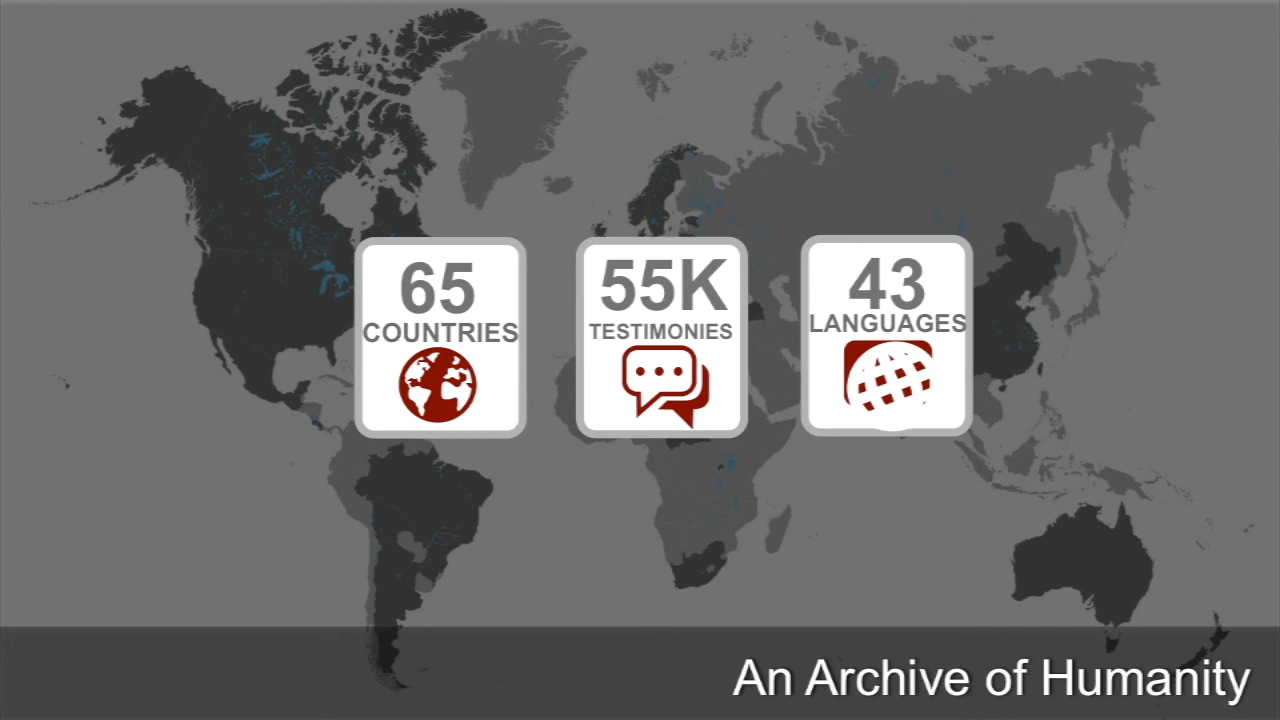 65
COUNTRIES
55K
TESTIMONIES
43
LANGUAGES
An Archive of Humanity